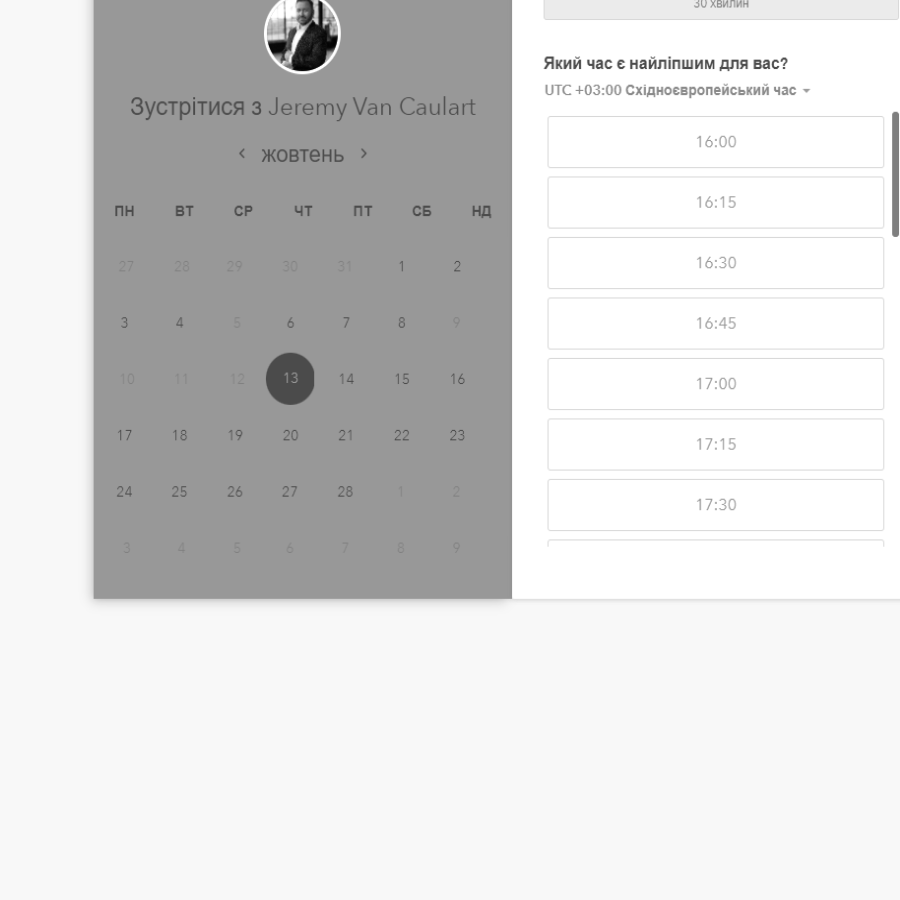 Зустрітися з Jeremy Van Caulart
жовтень
ПН ВТ СР ЧТ ПТ СБ НД
27 28 29 30 31 1 2
3 4 5 6 7 8 9
10 11 12 13 14 15 16
17 18 19 20 21 22 23
24 25 26 27 28 1 2
3 4 5 6 7 8 9
30 хвилин
Який час є найліпшим для вас?
UTC +03:00 Східноєвропейський час
16:00
16:15
16:30
16:45
17:00
17:15
17:30